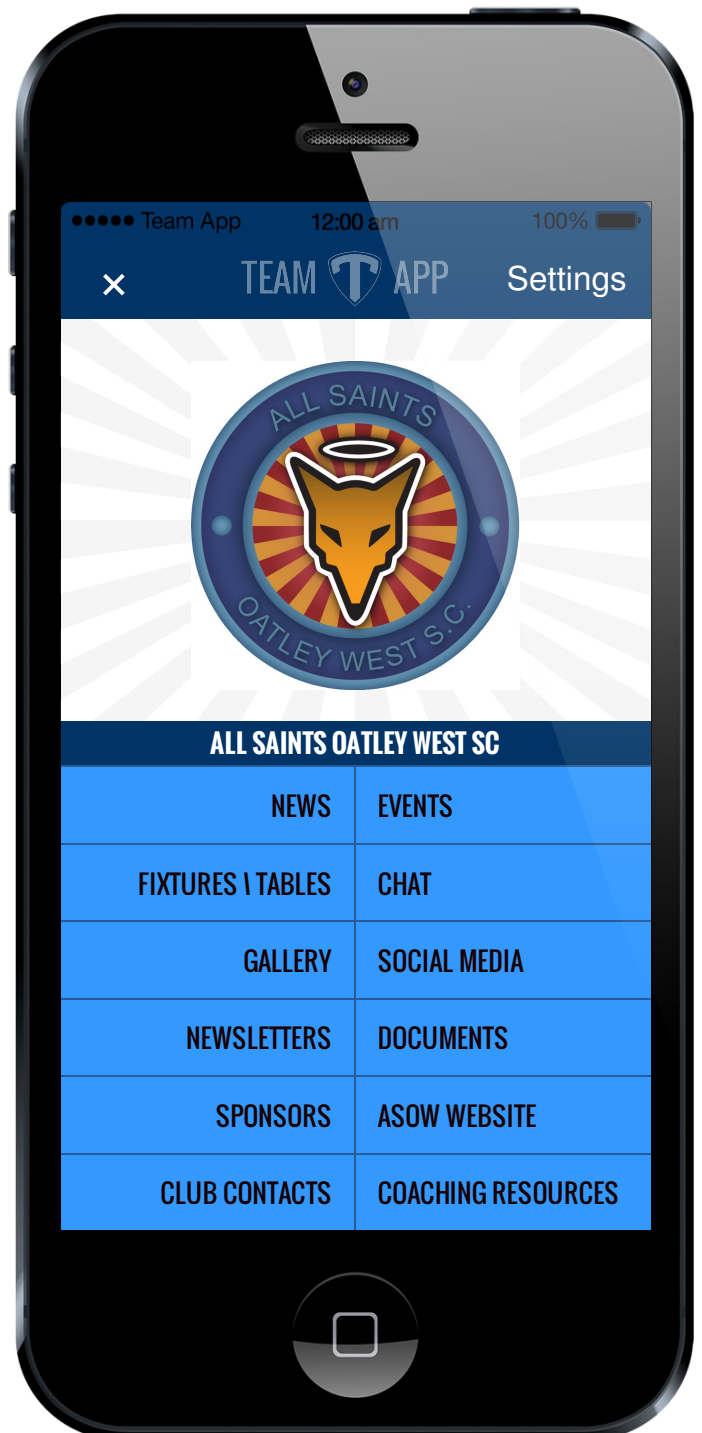 Team App 12:00 am 100%
× TEAM T APP Settings
ALL SAINTS
OATLEY WEST S.C.
ALL SAINTS OATLEY WEST SC
NEWS EVENTS
FIXTURES \ TABLES CHAT
GALLERY SOCIAL MEDIA
NEWSLETTERS DOCUMENTS
SPONSORS ASOW WEBSITE
CLUB CONTACTS COACHING RESOURCES